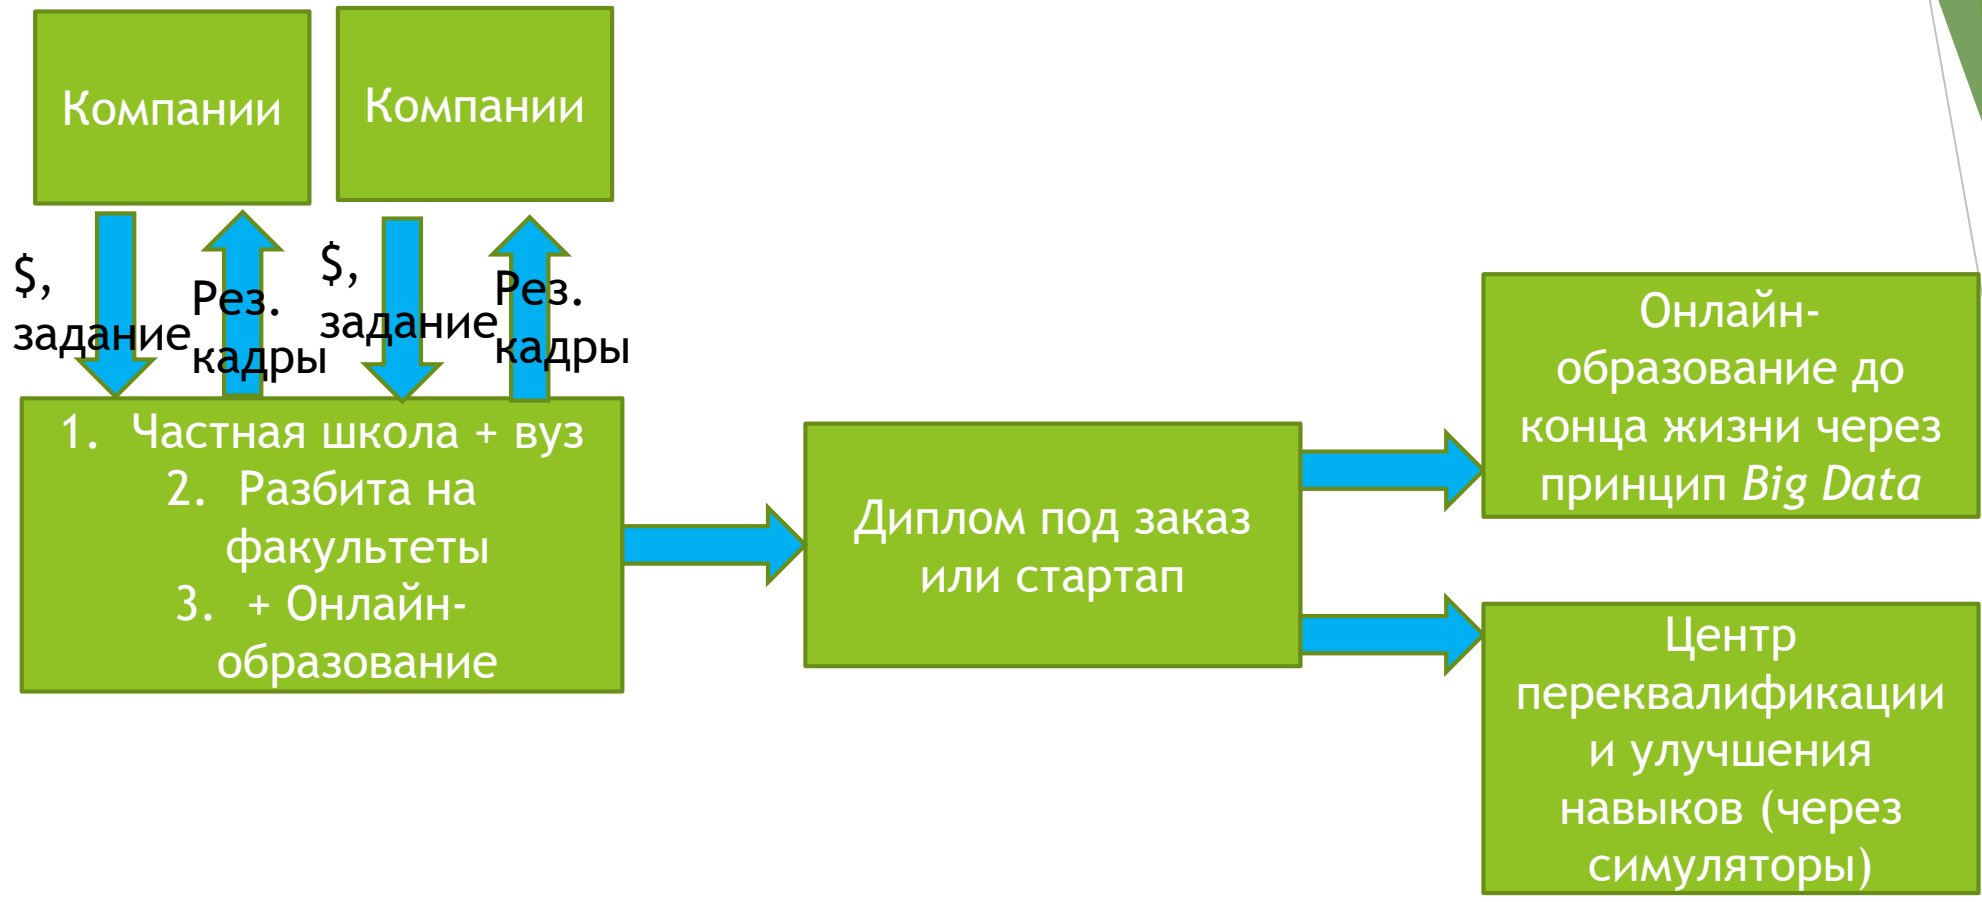 Компании
Компании
$,
задание
Рез.
кадры
$,
задание
Рез.
кадры
1. Частная школа + вуз
2. Разбита на
факультеты
3. + Онлайн-
образование
Диплом под заказ
или стартап
Онлайн-
образование до
конца жизни через
принцип Big Data
Центр
переквалификации
и улучшения
навыков (через
симуляторы)